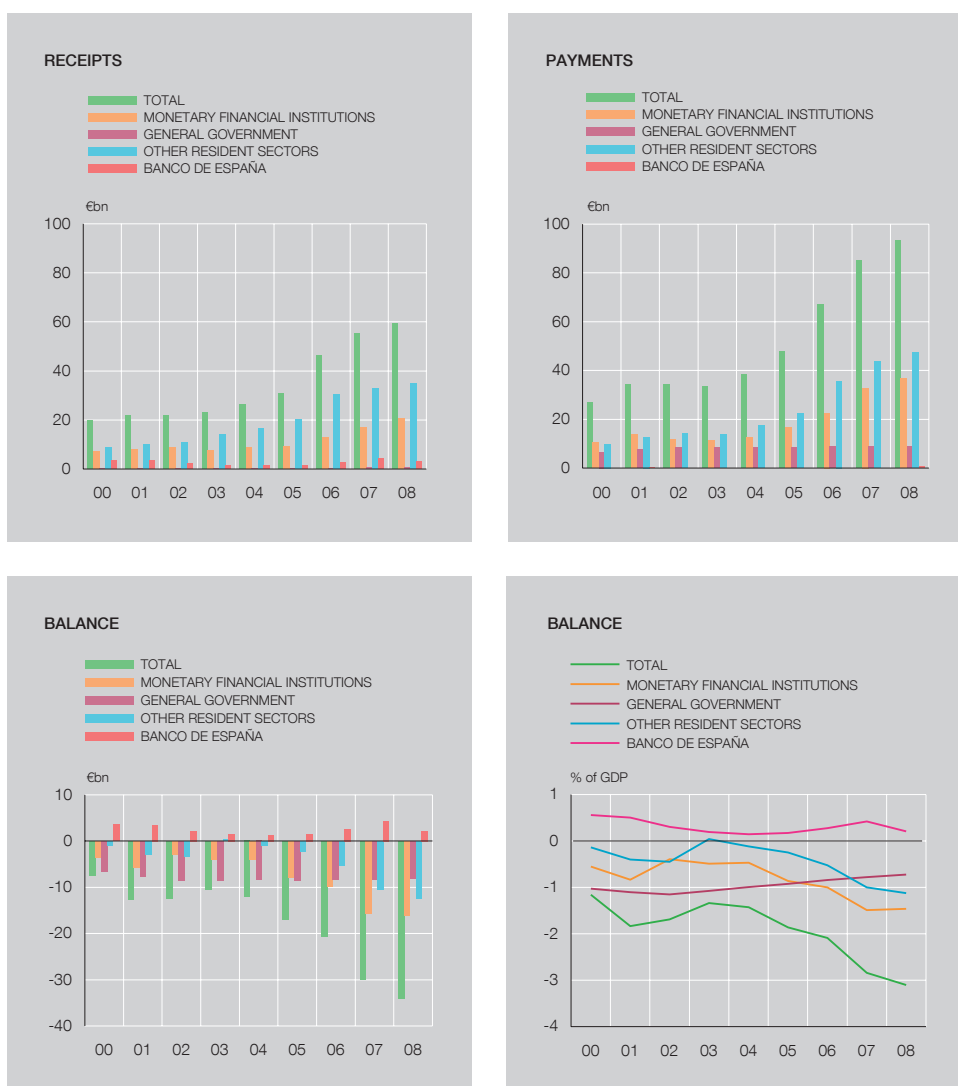 RECEIPTS
TOTAL
MONETARY FINANCIAL INSTITUTIONS
GENERAL GOVERNMENT
OTHER RESIDENT SECTORS
BANCO DE ESPAÑA
€bn
100
80
60
40
20
0
00 01 02 03 04 05 06 07 08
PAYMENTS
TOTAL
MONETARY FINANCIAL INSTITUTIONS
GENERAL GOVERNMENT
OTHER RESIDENT SECTORS
BANCO DE ESPAÑA
€bn
100
80
60
40
20
0
00 01 02 03 04 05 06 07 08
BALANCE
TOTAL
MONETARY FINANCIAL INSTITUTIONS
GENERAL GOVERNMENT
OTHER RESIDENT SECTORS
BANCO DE ESPAÑA
€bn
10
0
-10
-20
-30
-40
00 01 02 03 04 05 06 07 08
BALANCE
TOTAL
MONETARY FINANCIAL INSTITUTIONS
GENERAL GOVERNMENT
OTHER RESIDENT SECTORS
BANCO DE ESPAÑA
% of GDP
1
0
-1
-2
-3
-4
00 01 02 03 04 05 06 07 08